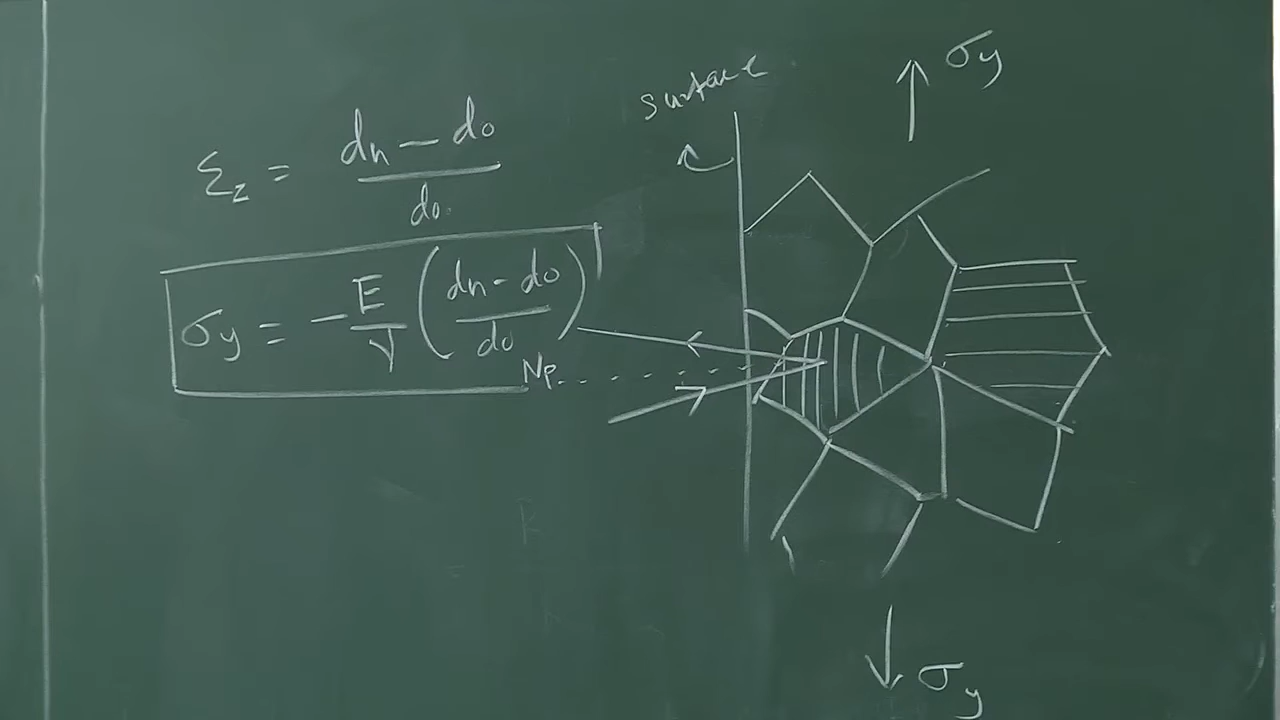 surface
σy
εz = (dn - do) / do
σy = - E/ν ((dn - do) / do)
Np
σy